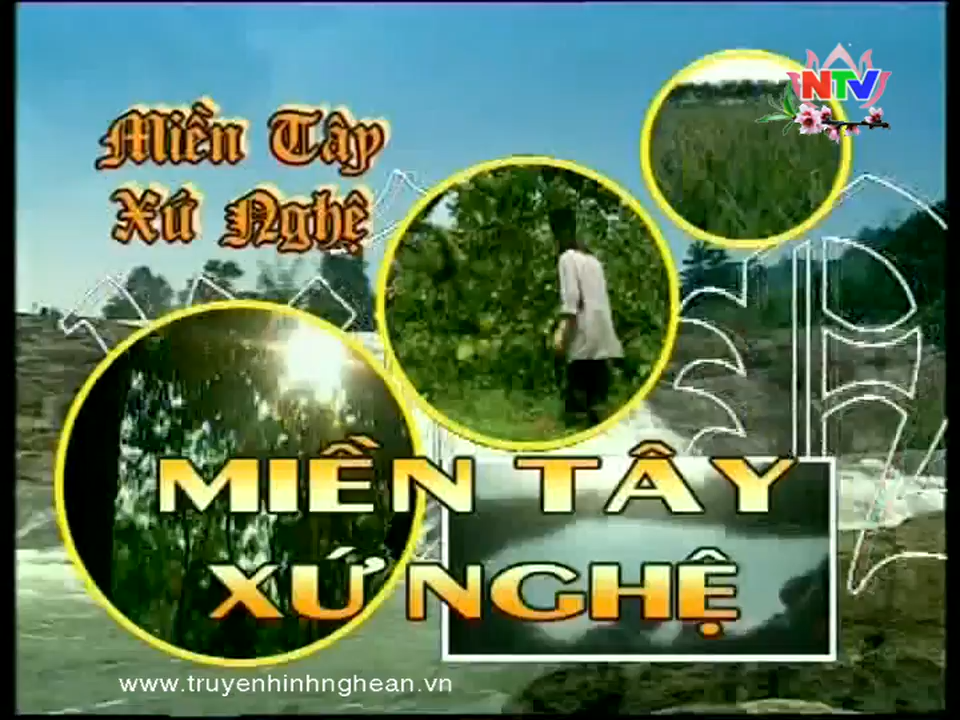 NTV
Miền Tây
Xứ Nghệ
MIỀN TÂY
XỨ NGHỆ
www.truyenhinhnghean.vn